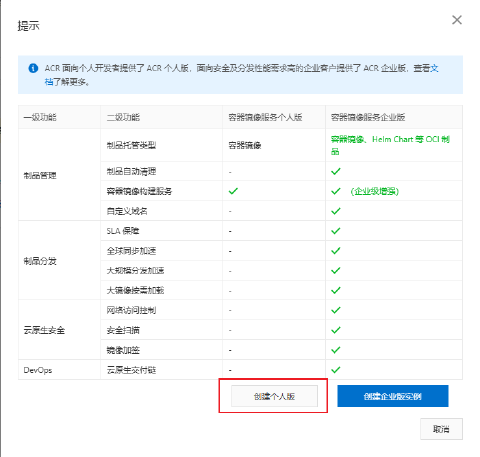 提示
ACR 面向个人开发者提供了 ACR 个人版，面向安全及分发性能需求高的企业客户提供了 ACR 企业版，查看文
档了解更多。
一级功能 二级功能 容器镜像服务个人版 容器镜像服务企业版
制品管理 制品托管类型 容器镜像 容器镜像、Helm Chart 等 OCI 制
品
制品自动清理 - ✓
容器镜像构建服务 ✓ ✓ （企业级增强）
自定义域名 - ✓
制品分发 SLA 保障 - ✓
全球同步加速 - ✓
大规模分发加速 - ✓
大镜像按需加载 - ✓
云原生安全 网络访问控制 - ✓
安全扫描 - ✓
镜像加签 - ✓
DevOps 云原生交付链 - ✓
创建个人版 创建企业版实例
取消